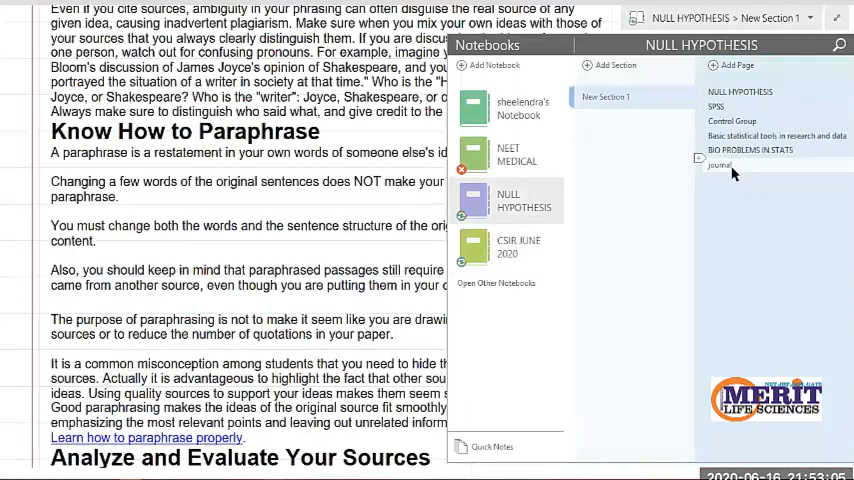 Even if you cite sources, ambiguity in your phrasing can often disguise the real source of any
given idea, causing inadvertent plagiarism. Make sure when you mix your own ideas with those of
your sources that you always clearly distinguish them. If you are discus
one person, watch out for confusing pronouns. For example, imagine y
Bloom's discussion of James Joyce's opinion of Shakespeare, and you
portrayed the situation of a writer in society at that time." Who is the "H
Joyce, or Shakespeare? Who is the "writer": Joyce, Shakespeare, or
Always make sure to distinguish who said what, and give credit to the
Know How to Paraphrase
A paraphrase is a restatement in your own words of someone else's id
Changing a few words of the original sentences does NOT make your
paraphrase.
You must change both the words and the sentence structure of the ori
content.
Also, you should keep in mind that paraphrased passages still require
came from another source, even though you are putting them in your
The purpose of paraphrasing is not to make it seem like you are drawi
sources or to reduce the number of quotations in your paper.
It is a common misconception among students that you need to hide th
sources. Actually it is advantageous to highlight the fact that other sou
ideas. Using quality sources to support your ideas makes them seem s
Good paraphrasing makes the ideas of the original source fit smoothly
emphasizing the most relevant points and leaving out unrelated inform
Learn how to paraphrase properly.
Analyze and Evaluate Your Sources
NULL HYPOTHESIS > New Section 1
Notebooks
NULL HYPOTHESIS
Add Notebook
sheelendra's
Notebook
NEET
MEDICAL
NULL
HYPOTHESIS
CSIR JUNE
2020
Open Other Notebooks
Quick Notes
Add Section
New Section 1
Add Page
NULL HYPOTHESIS
SPSS
Control Group
Basic statistical tools in research and data
BIO PROBLEMS IN STATS
journal
MERIT
LIFE SCIENCES
2020-06-16 21:53:05